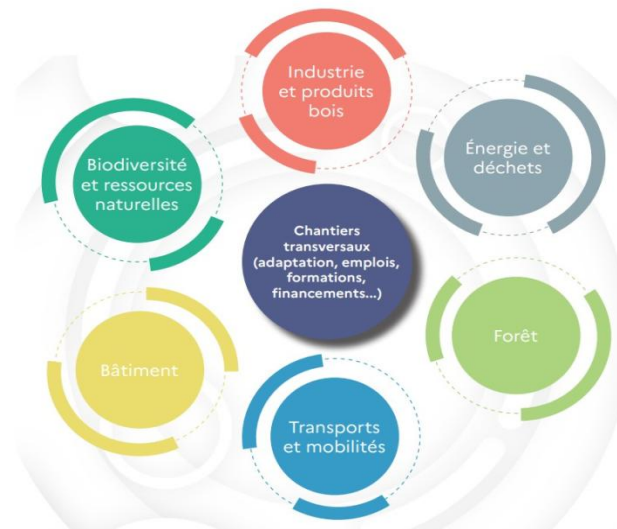 Industrie
et produits
bois
Énergie et
déchets
Biodiversité
et ressources
naturelles
Chantiers
transversaux
(adaptation, emplois,
formations,
financements...)
Forêt
Bâtiment
Transports
et mobilités